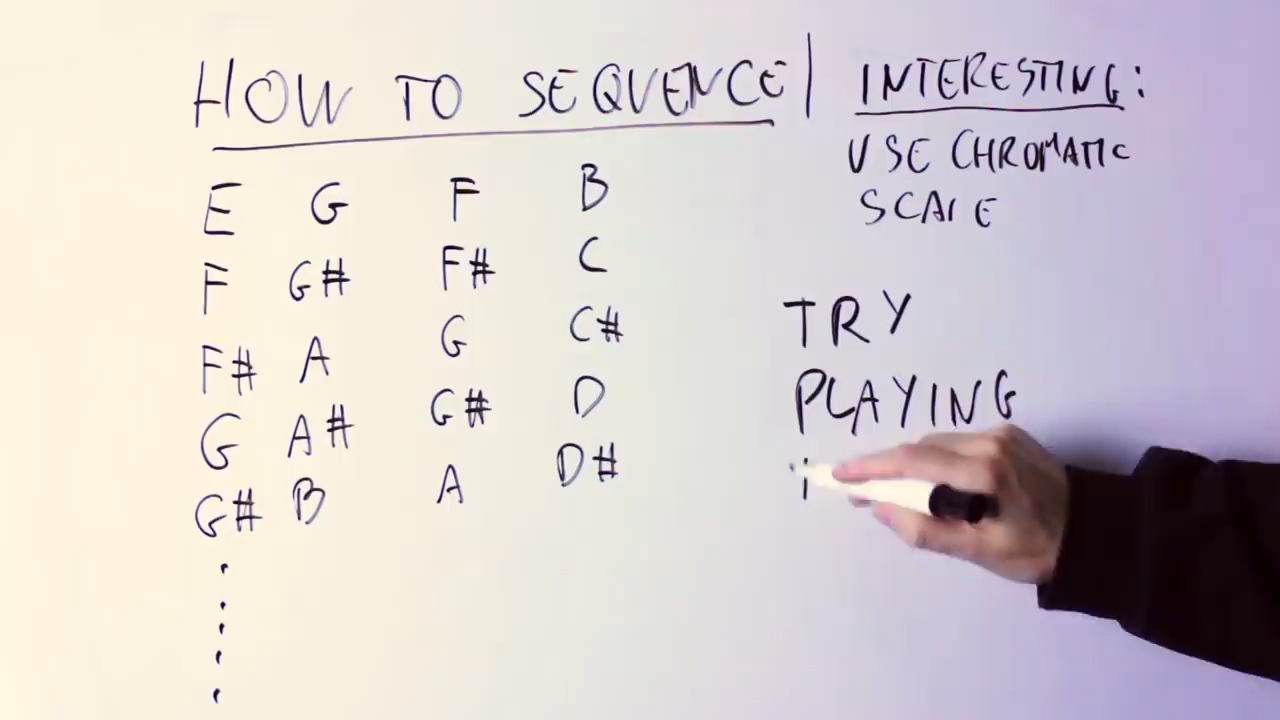 HOW TO SEQUENCE | INTERESTING:
USE CHROMATIC
SCALE
E G F B
F G# F# C
F# A G C#
G A# G# D
G# B A D#
TRY
PLAYING